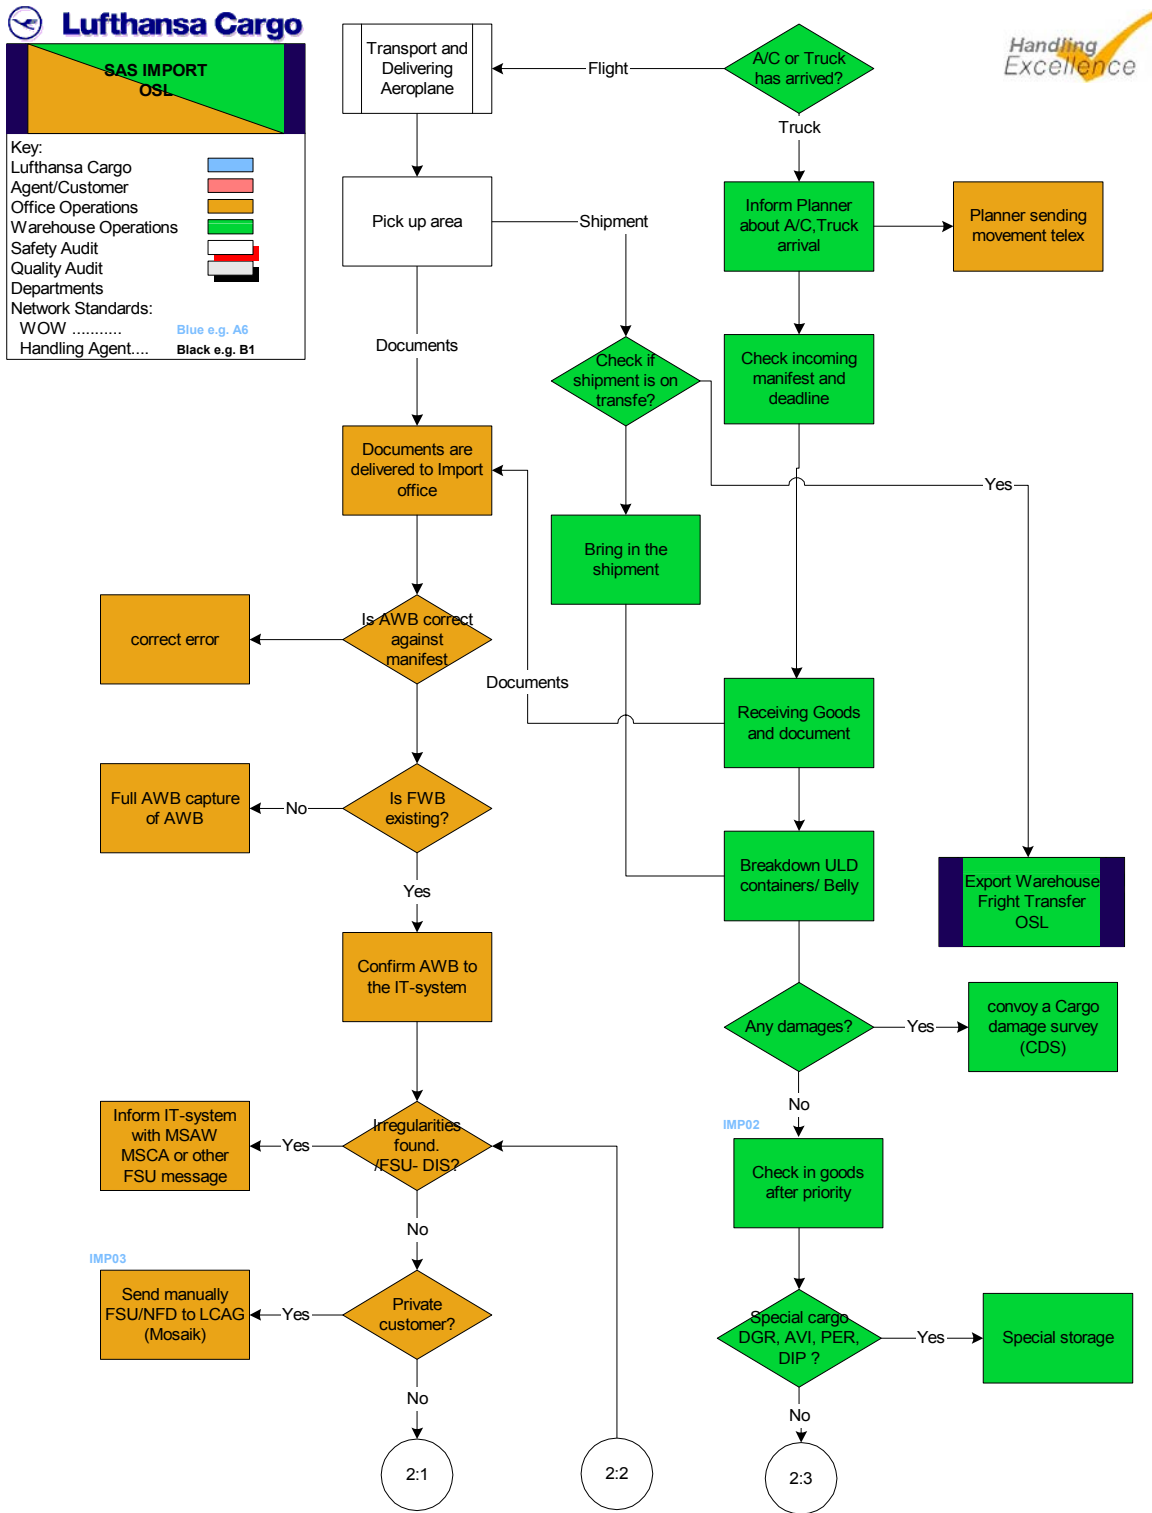 Lufthansa Cargo
SAS IMPORT
OSL
Key:
Lufthansa Cargo
Agent/Customer
Office Operations
Warehouse Operations
Safety Audit
Quality Audit
Departments
Network Standards:
WOW ........... Blue e.g. A6
Handling Agent.... Black e.g. B1
Handling
Excellence
Transport and
Delivering
Aeroplane
Flight
A/C or Truck
has arrived?
Truck
Pick up area
Shipment
Inform Planner
about A/C,Truck
arrival
Planner sending
movement telex
Documents
Check if
shipment is on
transfe?
Check incoming
manifest and
deadline
Documents are
delivered to Import
office
Yes
Bring in the
shipment
correct error
Is AWB correct
against
manifest
Documents
Receiving Goods
and document
Full AWB capture
of AWB
No
Is FWB
existing?
Yes
Breakdown ULD
containers/ Belly
Export Warehouse
Fright Transfer
OSL
Confirm AWB to
the IT-system
Any damages?
Yes
convoy a Cargo
damage survey
(CDS)
No
IMP02
Inform IT-system
with MSAW
MSCA or other
FSU message
Yes
Irregularities
found.
/FSU- DIS?
Check in goods
after priority
No
IMP03
Send manually
FSU/NFD to LCAG
(Mosaik)
Yes
Private
customer?
Special cargo
DGR, AVI, PER,
DIP ?
Yes
Special storage
No
No
2:1
2:2
2:3